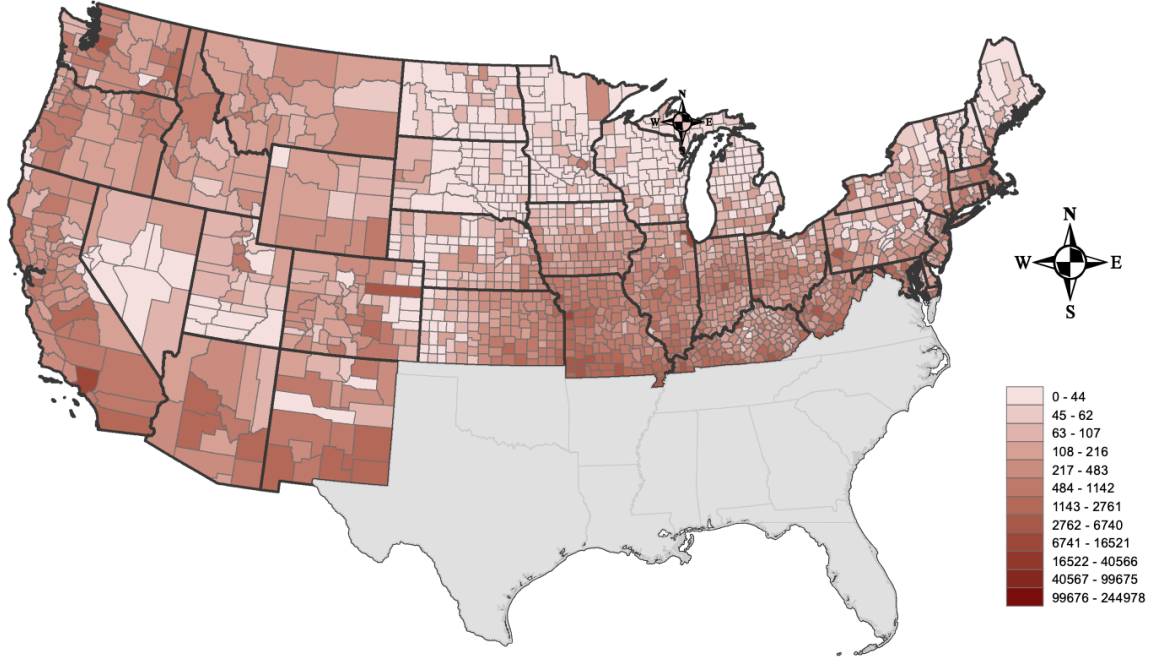 N
W E
S
N
W E
S
0 - 44
45 - 62
63 - 107
108 - 216
217 - 483
484 - 1142
1143 - 2761
2762 - 6740
6741 - 16521
16522 - 40566
40567 - 99675
99676 - 244978